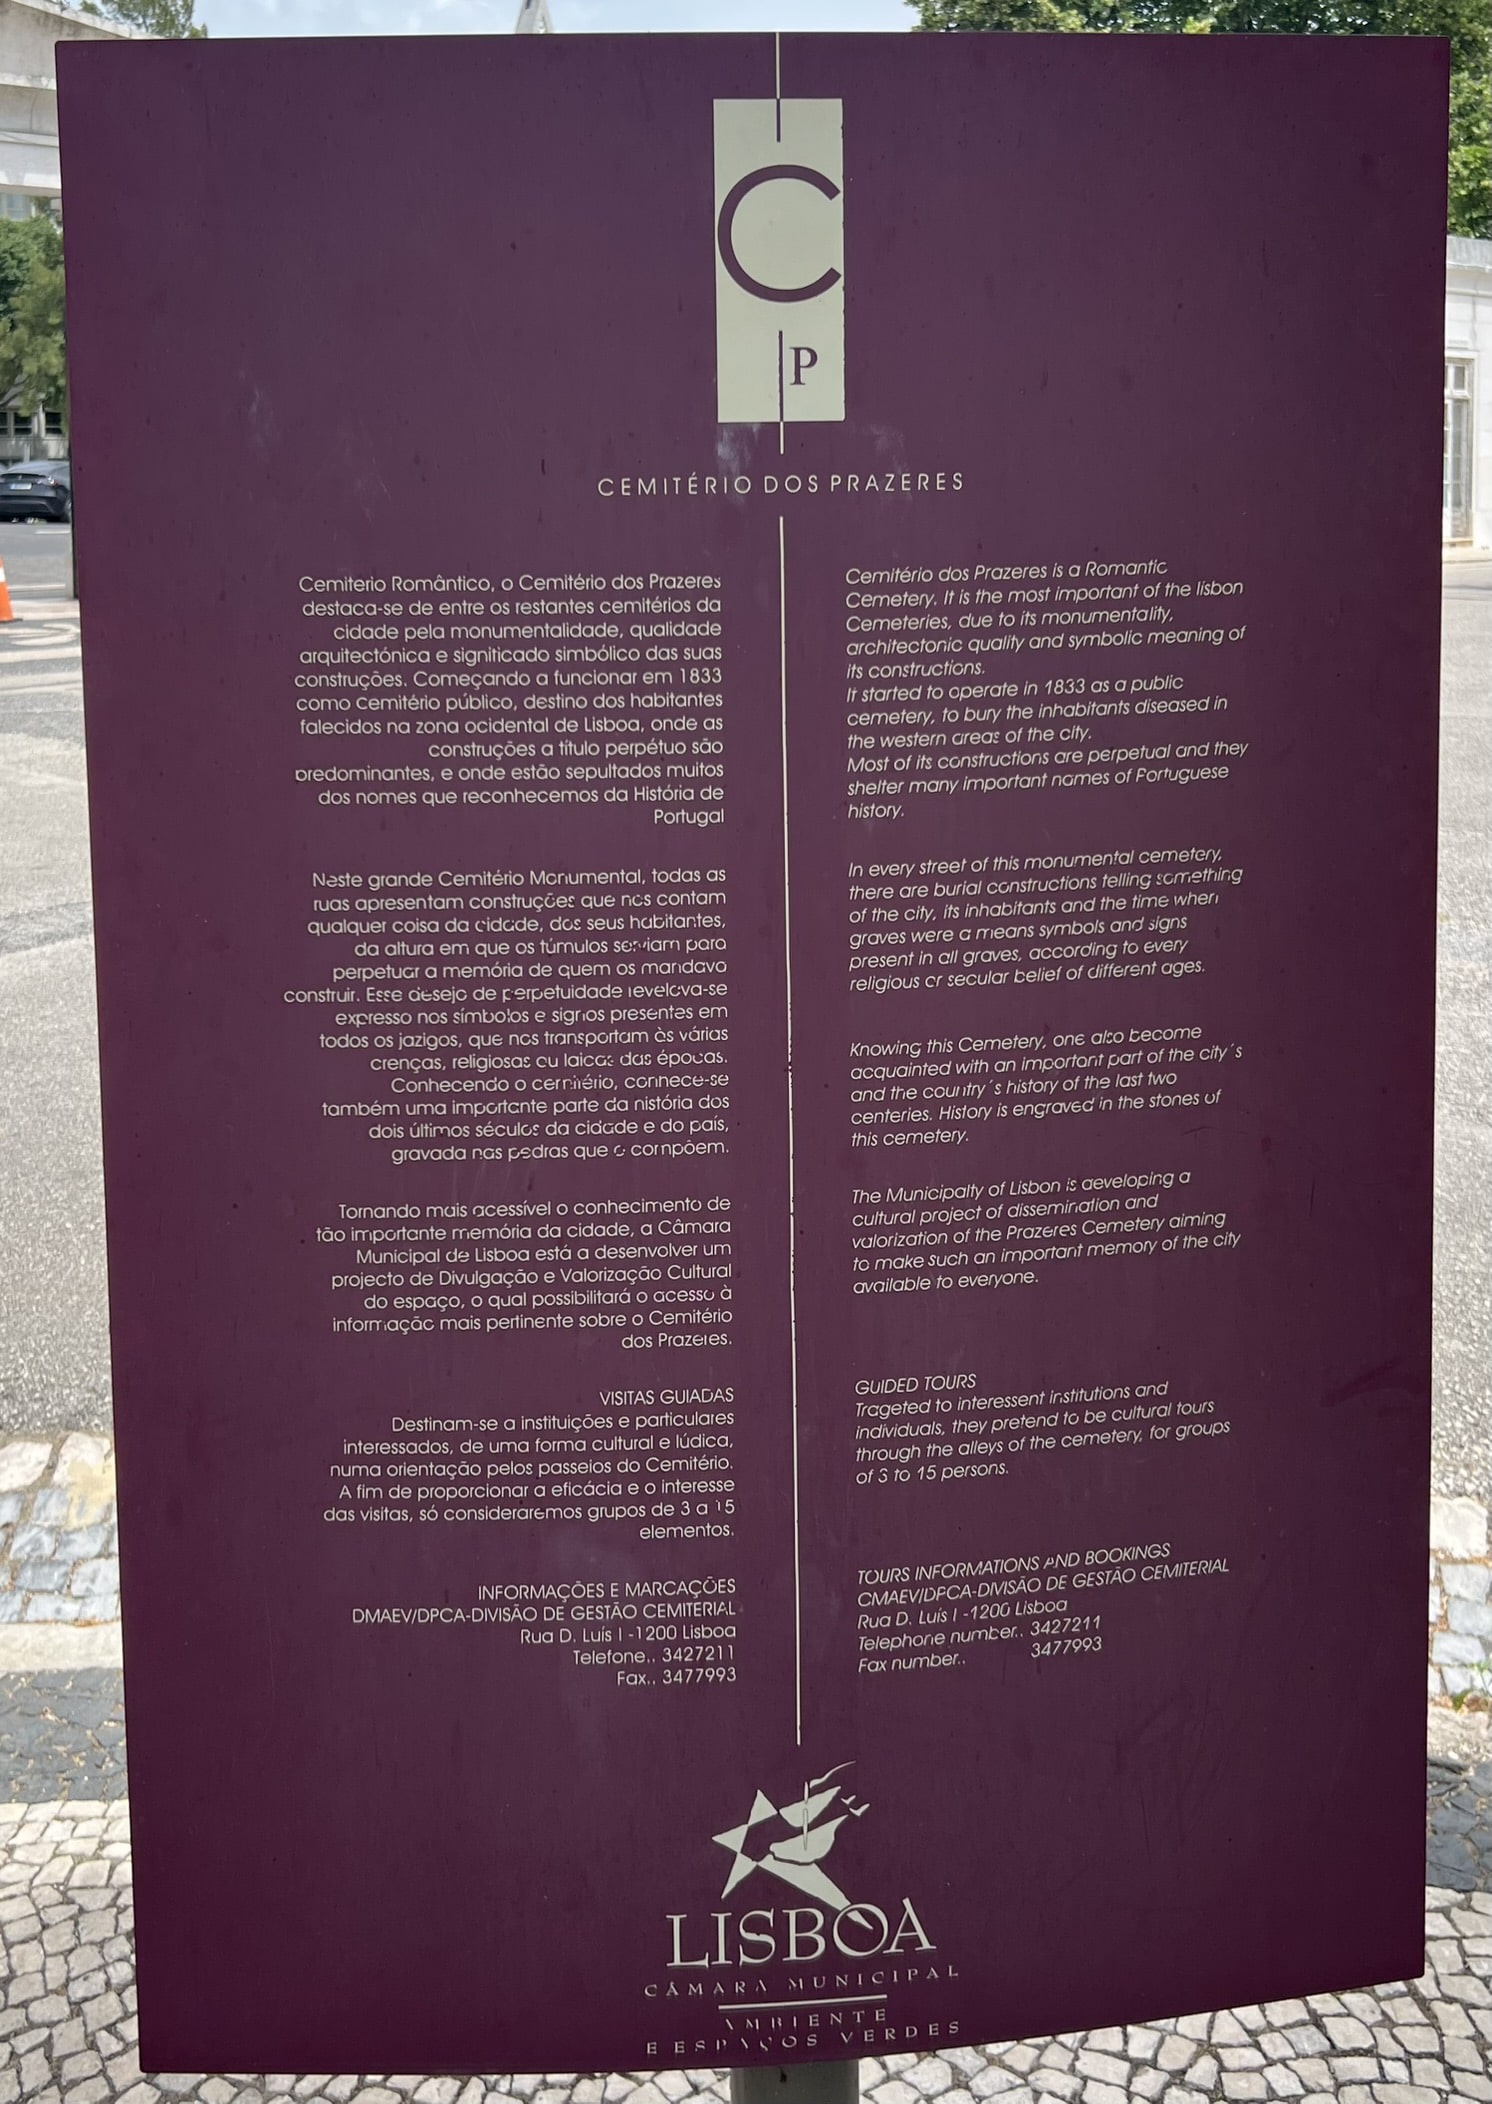 C
P
CEMITÉRIO DOS PRAZERES
Cemiterio Romântico, o Cemitério dos Prazeres
destaca-se de entre os restantes cemitérios da
cidade pela monumentalidade, qualidade
arquitectónica e signiticado simbólico das suas
construções. Começando a funcionar em 1833
como Cemitério público, destino dos habitantes
falecidos na zona ocidental de Lisboa, onde as
construções a título perpétuo são
predominantes, e onde estão sepultados muitos
dos nomes que reconhecemos da História de
Portugal
Neste grande Cemitério Monumental, todas as
ruas apresentam construções que nos contam
qualquer coisa da cidade, dos seus habitantes,
da altura em que os túmulos serviam para
perpetuar a memória de quem os mandava
construir. Esse desejo de perpetuidade revelava-se
expresso nos símbolos e signos presentes em
todos os jazigos, que nos transportam às várias
crenças, religiosas ou laicas das épocas.
Conhecendo o cemitério, conhece-se
também uma importante parte da história dos
dois últimos séculos da cidade e do país,
gravada nas pedras que o compõem.
Tornando mais acessível o conhecimento de
tão importante memória da cidade, a Câmara
Municipal de Lisboa está a desenvolver um
projecto de Divulgação e Valorização Cultural
do espaço, o qual possibilitará o acesso à
informação mais pertinente sobre o Cemitério
dos Prazeres.
VISITAS GUIADAS
Destinam-se a instituições e particulares
interessados, de uma forma cultural e lúdica,
numa orientação pelos passeios do Cemitério.
A fim de proporcionar a eficácia e o interesse
das visitas, só consideraremos grupos de 3 a 15
elementos.
INFORMAÇÕES E MARCAÇÕES
DMAEV/DPCA-DIVISÃO DE GESTÃO CEMITERIAL
Rua D. Luís I -1200 Lisboa
Telefone.. 3427211
Fax.. 3477993
Cemitério dos Prazeres is a Romantic
Cemetery. It is the most important of the lisbon
Cemeteries, due to its monumentality,
architectonic quality and symbolic meaning of
its constructions.
It started to operate in 1833 as a public
cemetery, to bury the inhabitants diseased in
the western areas of the city.
Most of its constructions are perpetual and they
shelter many important names of Portuguese
history.
In every street of this monumental cemetery,
there are burial constructions telling something
of the city, its inhabitants and the time when
graves were a means symbols and signs
present in all graves, according to every
religious or secular belief of different ages.
Knowing this Cemetery, one also become
acquainted with an important part of the city´s
and the country´s history of the last two
centeries. History is engraved in the stones of
this cemetery.
The Municipalty of Lisbon is developing a
cultural project of dissemination and
valorization of the Prazeres Cemetery aiming
to make such an important memory of the city
available to everyone.
GUIDED TOURS
Trageted to interessent institutions and
individuals, they pretend to be cultural tours
through the alleys of the cemetery, for groups
of 3 to 15 persons.
TOURS INFORMATIONS AND BOOKINGS
CMAEV/DPCA-DIVISÃO DE GESTÃO CEMITERIAL
Rua D. Luís I -1200 Lisboa
Telephone number.. 3427211
Fax number.. 3477993
LISBOA
CÂMARA MUNICIPAL
AMBIENTE
E ESPAÇOS VERDES